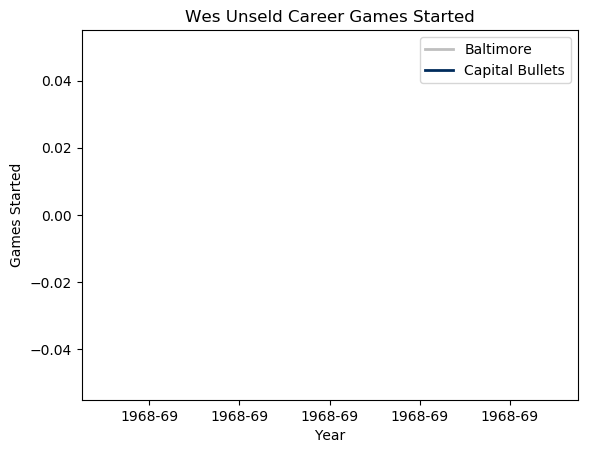 Wes Unseld Career Games Started
Baltimore
Capital Bullets
Games Started
0.04
0.02
0.00
−0.02
−0.04
1968-69 1968-69 1968-69 1968-69 1968-69
Year